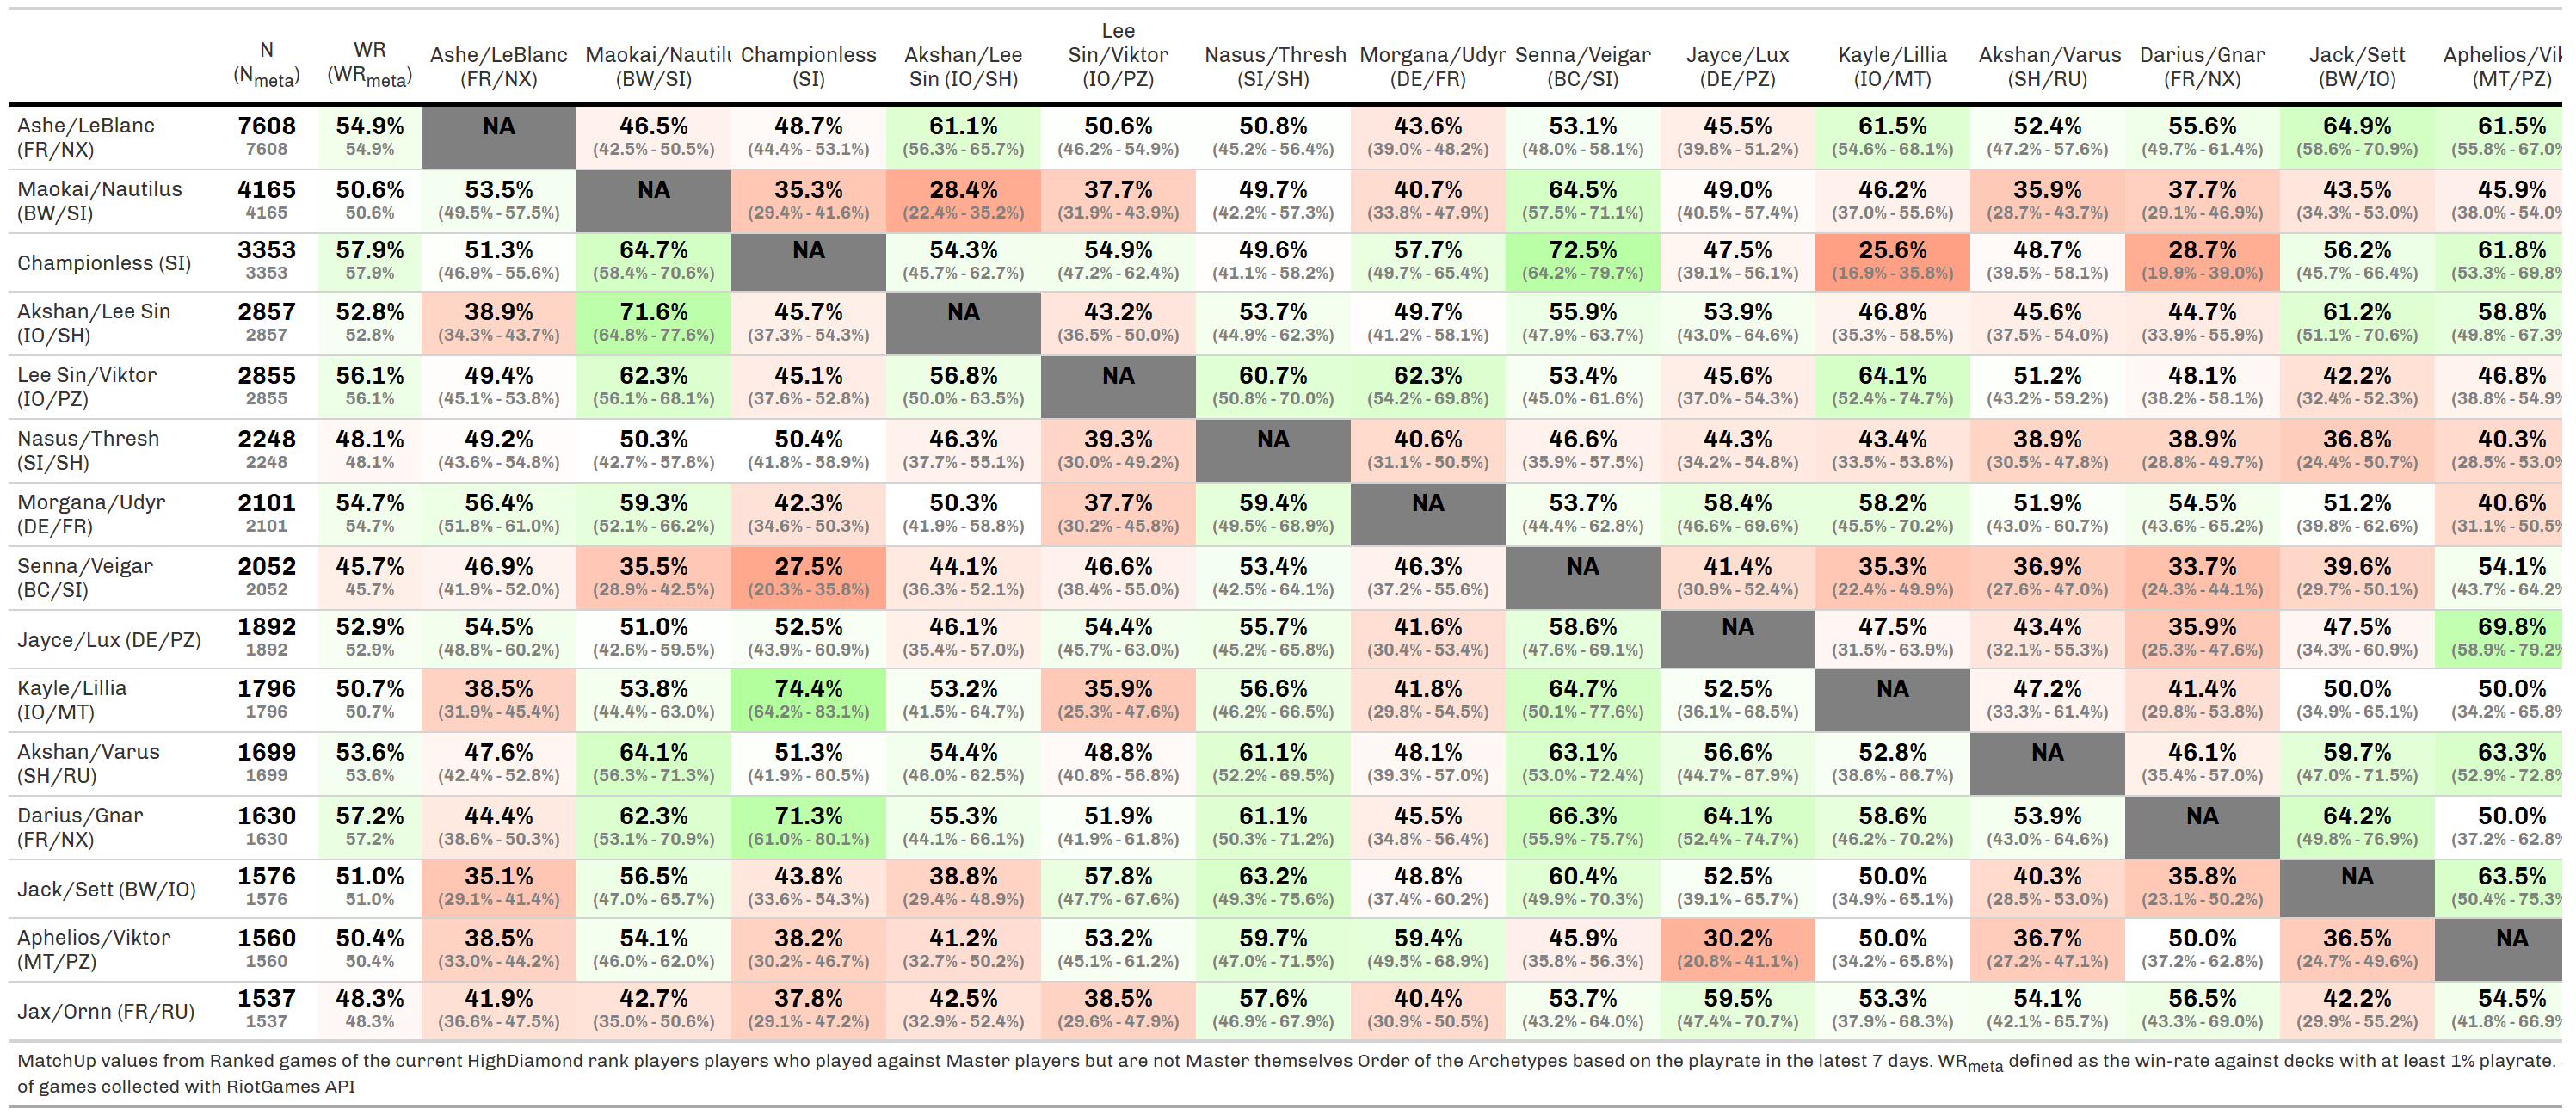 N (Nmeta) WR (WRmeta) Ashe/LeBlanc (FR/NX) Maokai/Nautilu (BW/SI) Championless (SI) Akshan/Lee Sin (IO/SH) Lee Sin/Viktor (IO/PZ) Nasus/Thresh (SI/SH) Morgana/Udyr (DE/FR) Senna/Veigar (BC/SI) Jayce/Lux (DE/PZ) Kayle/Lillia (IO/MT) Akshan/Varus (SH/RU) Darius/Gnar (FR/NX) Jack/Sett (BW/IO) Aphelios/Vik (MT/PZ)
Ashe/LeBlanc 7608 54.9% NA 46.5% 48.7% 61.1% 50.6% 50.8% 43.6% 53.1% 45.5% 61.5% 52.4% 55.6% 64.9% 61.5%
(FR/NX) 7608 54.9% (42.5% - 50.5%) (44.4% - 53.1%) (56.3% - 65.7%) (46.2% - 54.9%) (45.2% - 56.4%) (39.0% - 48.2%) (48.0% - 58.1%) (39.8% - 51.2%) (54.6% - 68.1%) (47.2% - 57.6%) (49.7% - 61.4%) (58.6% - 70.9%) (55.8% - 67.0%
Maokai/Nautilus 4165 50.6% 53.5% NA 35.3% 28.4% 37.7% 49.7% 40.7% 64.5% 49.0% 46.2% 35.9% 37.7% 43.5% 45.9%
(BW/SI) 4165 50.6% (49.5% - 57.5%) (29.4% - 41.6%) (22.4% - 35.2%) (31.9% - 43.9%) (42.2% - 57.3%) (33.8% - 47.9%) (57.5% - 71.1%) (40.5% - 57.4%) (37.0% - 55.6%) (28.7% - 43.7%) (29.1% - 46.9%) (34.3% - 53.0%) (38.0% - 54.0%
Championless (SI) 3353 57.9% 51.3% 64.7% NA 54.3% 54.9% 49.6% 57.7% 72.5% 47.5% 25.6% 48.7% 28.7% 56.2% 61.8%
3353 57.9% (46.9% - 55.6%) (58.4% - 70.6%) (45.7% - 62.7%) (47.2% - 62.4%) (41.1% - 58.2%) (49.7% - 65.4%) (64.2% - 79.7%) (39.1% - 56.1%) (16.9% - 35.8%) (39.5% - 58.1%) (19.9% - 39.0%) (45.7% - 66.4%) (53.3% - 69.8%
Akshan/Lee Sin 2857 52.8% 38.9% 71.6% 45.7% NA 43.2% 53.7% 49.7% 55.9% 53.9% 46.8% 45.6% 44.7% 61.2% 58.8%
(IO/SH) 2857 52.8% (34.3% - 43.7%) (64.8% - 77.6%) (37.3% - 54.3%) (36.5% - 50.0%) (44.9% - 62.3%) (41.2% - 58.1%) (47.9% - 63.7%) (43.0% - 64.6%) (35.3% - 58.5%) (37.5% - 54.0%) (33.9% - 55.9%) (51.1% - 70.6%) (49.8% - 67.3%
Lee Sin/Viktor 2855 56.1% 49.4% 62.3% 45.1% 56.8% NA 60.7% 62.3% 53.4% 45.6% 64.1% 51.2% 48.1% 42.2% 46.8%
(IO/PZ) 2855 56.1% (45.1% - 53.8%) (56.1% - 68.1%) (37.6% - 52.8%) (50.0% - 63.5%) (50.8% - 70.0%) (54.2% - 69.8%) (45.0% - 61.6%) (37.0% - 54.3%) (52.4% - 74.7%) (43.2% - 59.2%) (38.2% - 58.1%) (32.4% - 52.3%) (38.8% - 54.9%
Nasus/Thresh 2248 48.1% 49.2% 50.3% 50.4% 46.3% 39.3% NA 40.6% 46.6% 44.3% 43.4% 38.9% 38.9% 36.8% 40.3%
(SI/SH) 2248 48.1% (43.6% - 54.8%) (42.7% - 57.8%) (41.8% - 58.9%) (37.7% - 55.1%) (30.0% - 49.2%) (31.1% - 50.5%) (35.9% - 57.5%) (34.2% - 54.8%) (33.5% - 53.8%) (30.5% - 47.8%) (28.8% - 49.7%) (24.4% - 50.7%) (28.5% - 53.0%
Morgana/Udyr 2101 54.7% 56.4% 59.3% 42.3% 50.3% 37.7% 59.4% NA 53.7% 58.4% 58.2% 51.9% 54.5% 51.2% 40.6%
(DE/FR) 2101 54.7% (51.8% - 61.0%) (52.1% - 66.2%) (34.6% - 50.3%) (41.9% - 58.8%) (30.2% - 45.8%) (49.5% - 68.9%) (44.4% - 62.8%) (46.6% - 69.6%) (45.5% - 70.2%) (43.0% - 60.7%) (43.6% - 65.2%) (39.8% - 62.6%) (31.1% - 50.5%
Senna/Veigar 2052 45.7% 46.9% 35.5% 27.5% 44.1% 46.6% 53.4% 46.3% NA 41.4% 35.3% 36.9% 33.7% 39.6% 54.1%
(BC/SI) 2052 45.7% (41.9% - 52.0%) (28.9% - 42.5%) (20.3% - 35.8%) (36.3% - 52.1%) (38.4% - 55.0%) (42.5% - 64.1%) (37.2% - 55.6%) (30.9% - 52.4%) (22.4% - 49.9%) (27.6% - 47.0%) (24.3% - 44.1%) (29.7% - 50.1%) (43.7% - 64.2%
Jayce/Lux (DE/PZ) 1892 52.9% 54.5% 51.0% 52.5% 46.1% 54.4% 55.7% 41.6% 58.6% NA 47.5% 43.4% 35.9% 47.5% 69.8%
1892 52.9% (48.8% - 60.2%) (42.6% - 59.5%) (43.9% - 60.9%) (35.4% - 57.0%) (45.7% - 63.0%) (45.2% - 65.8%) (30.4% - 53.4%) (47.6% - 69.1%) (31.5% - 63.9%) (32.1% - 55.3%) (25.3% - 47.6%) (34.3% - 60.9%) (58.9% - 79.2%
Kayle/Lillia 1796 50.7% 38.5% 53.8% 74.4% 53.2% 35.9% 56.6% 41.8% 64.7% 52.5% NA 47.2% 41.4% 50.0% 50.0%
(IO/MT) 1796 50.7% (31.9% - 45.4%) (44.4% - 63.0%) (64.2% - 83.1%) (41.5% - 64.7%) (25.3% - 47.6%) (46.2% - 66.5%) (29.8% - 54.5%) (50.1% - 77.6%) (36.1% - 68.5%) (33.3% - 61.4%) (29.8% - 53.8%) (34.9% - 65.1%) (34.2% - 65.8%
Akshan/Varus 1699 53.6% 47.6% 64.1% 51.3% 54.4% 48.8% 61.1% 48.1% 63.1% 56.6% 52.8% NA 46.1% 59.7% 63.3%
(SH/RU) 1699 53.6% (42.4% - 52.8%) (56.3% - 71.3%) (41.9% - 60.5%) (46.0% - 62.5%) (40.8% - 56.8%) (52.2% - 69.5%) (39.3% - 57.0%) (53.0% - 72.4%) (44.7% - 67.9%) (38.6% - 66.7%) (35.4% - 57.0%) (47.0% - 71.5%) (52.9% - 72.8%
Darius/Gnar 1630 57.2% 44.4% 62.3% 71.3% 55.3% 51.9% 61.1% 45.5% 66.3% 64.1% 58.6% 53.9% NA 64.2% 50.0%
(FR/NX) 1630 57.2% (38.6% - 50.3%) (53.1% - 70.9%) (61.0% - 80.1%) (44.1% - 66.1%) (41.9% - 61.8%) (50.3% - 71.2%) (34.8% - 56.4%) (55.9% - 75.7%) (52.4% - 74.7%) (46.2% - 70.2%) (43.0% - 64.6%) (49.8% - 76.9%) (37.2% - 62.8%
Jack/Sett (BW/IO) 1576 51.0% 35.1% 56.5% 43.8% 38.8% 57.8% 63.2% 48.8% 60.4% 52.5% 50.0% 40.3% 35.8% NA 63.5%
1576 51.0% (29.1% - 41.4%) (47.0% - 65.7%) (33.6% - 54.3%) (29.4% - 48.9%) (47.7% - 67.6%) (49.3% - 75.6%) (37.4% - 60.2%) (49.9% - 70.3%) (39.1% - 65.7%) (34.9% - 65.1%) (28.5% - 53.0%) (23.1% - 50.2%) (50.4% - 75.3%
Aphelios/Viktor 1560 50.4% 38.5% 54.1% 38.2% 41.2% 53.2% 59.7% 59.4% 45.9% 30.2% 50.0% 36.7% 50.0% 36.5% NA
(MT/PZ) 1560 50.4% (33.0% - 44.2%) (46.0% - 62.0%) (30.2% - 46.7%) (32.7% - 50.2%) (45.1% - 61.2%) (47.0% - 71.5%) (49.5% - 68.9%) (35.8% - 56.3%) (20.8% - 41.1%) (34.2% - 65.8%) (27.2% - 47.1%) (37.2% - 62.8%) (24.7% - 49.6%)
Jax/Ornn (FR/RU) 1537 48.3% 41.9% 42.7% 37.8% 42.5% 38.5% 57.6% 40.4% 53.7% 59.5% 53.3% 54.1% 56.5% 42.2% 54.5%
1537 48.3% (36.6% - 47.5%) (35.0% - 50.6%) (29.1% - 47.2%) (32.9% - 52.4%) (29.6% - 47.9%) (46.9% - 67.9%) (30.9% - 50.5%) (43.2% - 64.0%) (47.4% - 70.7%) (37.9% - 68.3%) (42.1% - 65.7%) (43.3% - 69.0%) (29.9% - 55.2%) (41.8% - 66.9%
MatchUp values from Ranked games of the current HighDiamond rank players players who played against Master players but are not Master themselves Order of the Archetypes based on the playrate in the latest 7 days. WRmeta defined as the win-rate against decks with at least 1% playrate.
of games collected with RiotGames API